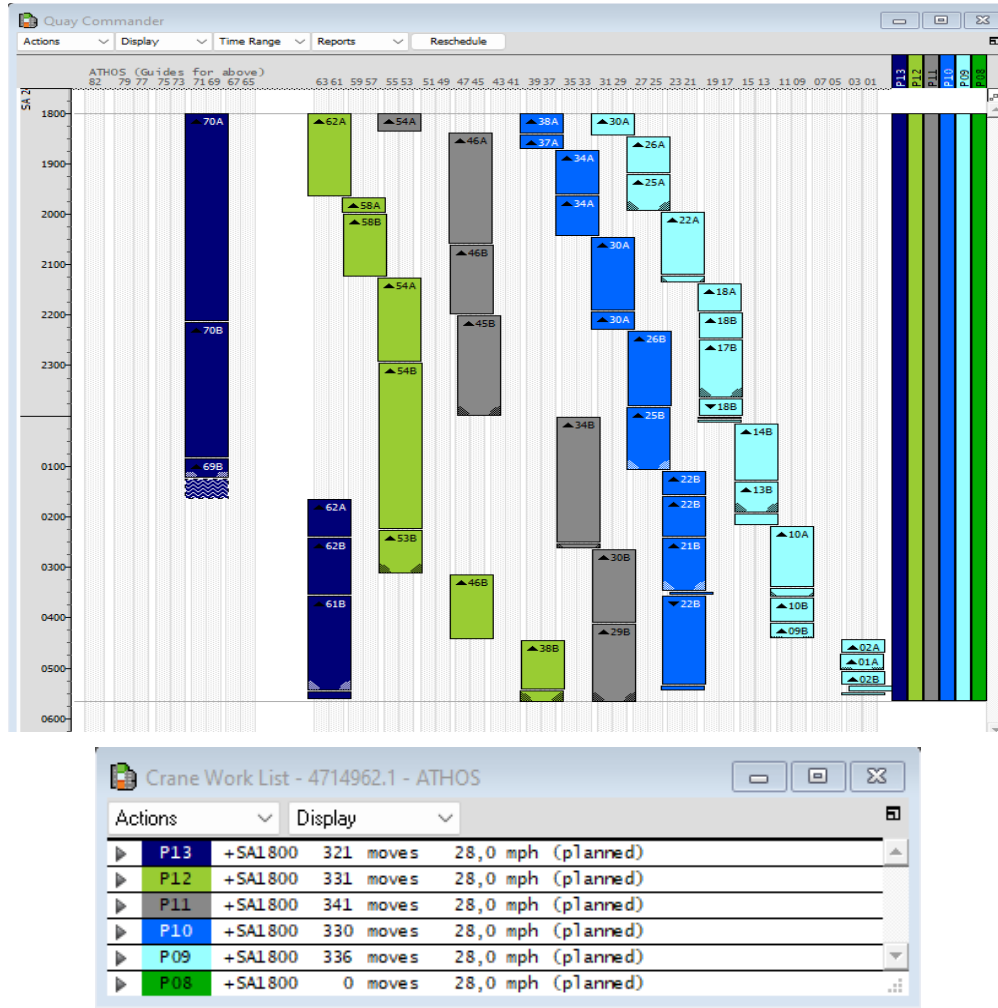 Quay Commander
Actions Display Time Range Reports Reschedule
ATHOS (Guides for above)
82 79 77 75 73 71 69 67 65 63 61 59 57 55 53 51 49 47 45 43 41 39 37 35 33 31 29 27 25 23 21 19 17 15 13 11 09 07 05 03 01
P13 P12 P11 P10 P09 P08
SA 2
1800 70A 62A 54A 38A 30A
46A 37A 26A
1900 34A
25A
58A 34A
2000 58B 22A
46B 30A
2100
54A 18A
2200 45B 30A 18B
70B
26B 17B
2300 54B
18B
25B
34B 14B
0100 69B
22B 13B
62A 22B
0200 10A
53B 62B 21B
30B
0300
46B
61B 22B 10B
0400
29B 09B
38B 02A
01A
0500 02B
0600
Crane Work List - 4714962.1 - ATHOS
Actions Display
P13 +SA1800 321 moves 28,0 mph (planned)
P12 +SA1800 331 moves 28,0 mph (planned)
P11 +SA1800 341 moves 28,0 mph (planned)
P10 +SA1800 330 moves 28,0 mph (planned)
P09 +SA1800 336 moves 28,0 mph (planned)
P08 +SA1800 0 moves 28,0 mph (planned)